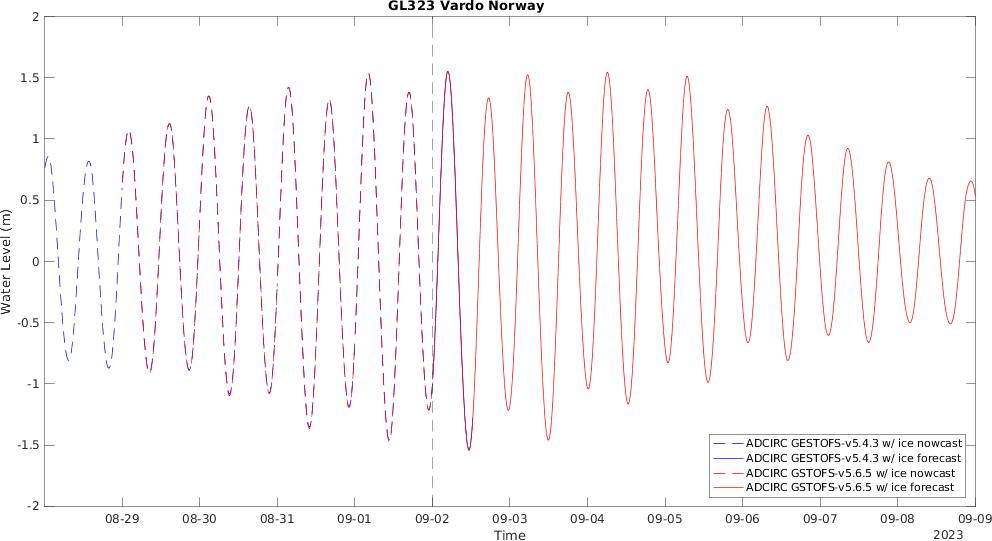 GL323 Vardo Norway
2
1.5
1
0.5
0
-0.5
-1
-1.5
-2
Water Level (m)
ADCIRC GESTOFS-v5.4.3 w/ ice nowcast
ADCIRC GESTOFS-v5.4.3 w/ ice forecast
ADCIRC GSTOFS-v5.6.5 w/ ice nowcast
ADCIRC GSTOFS-v5.6.5 w/ ice forecast
08-29 08-30 08-31 09-01 09-02 09-03 09-04 09-05 09-06 09-07 09-08 09-09
Time
2023